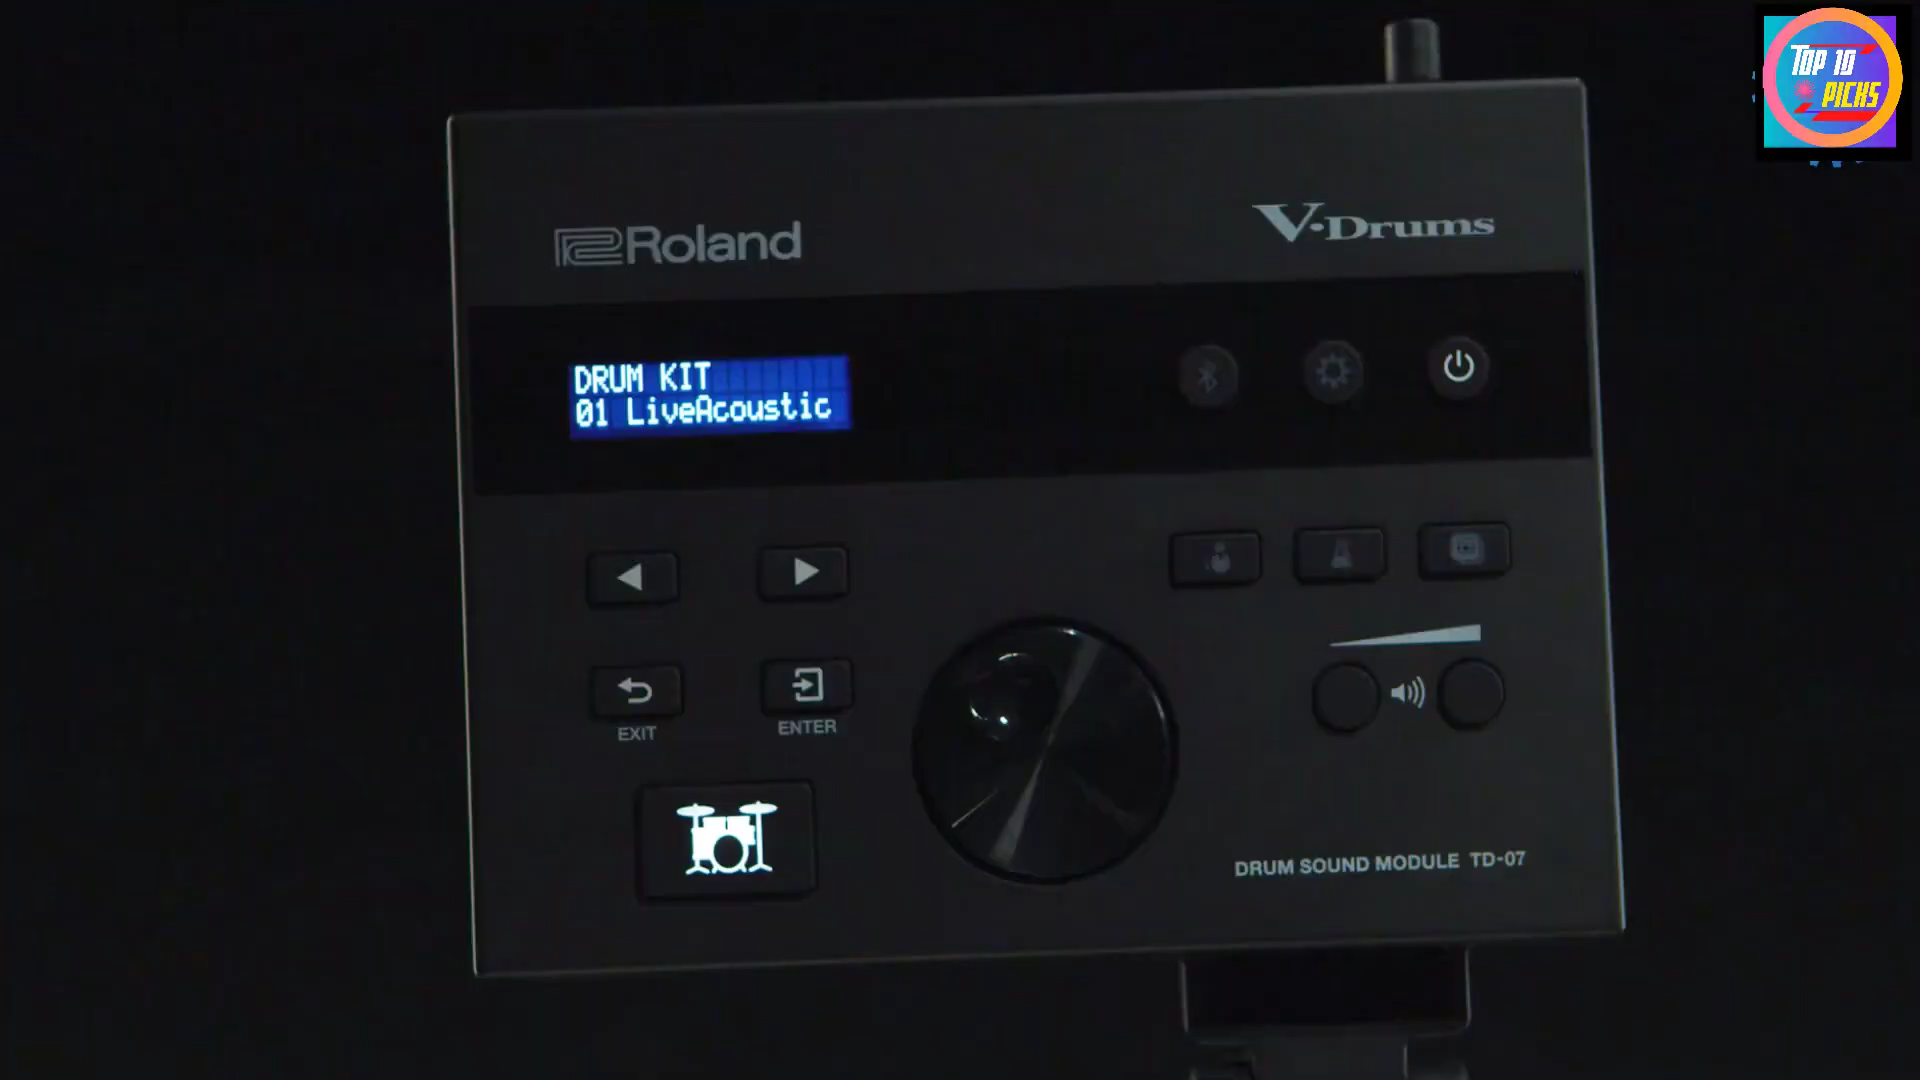 TOP 10
PICKS
Roland
V-Drums
DRUM KIT
01 LiveAcoustic
EXIT
ENTER
DRUM SOUND MODULE TD-07